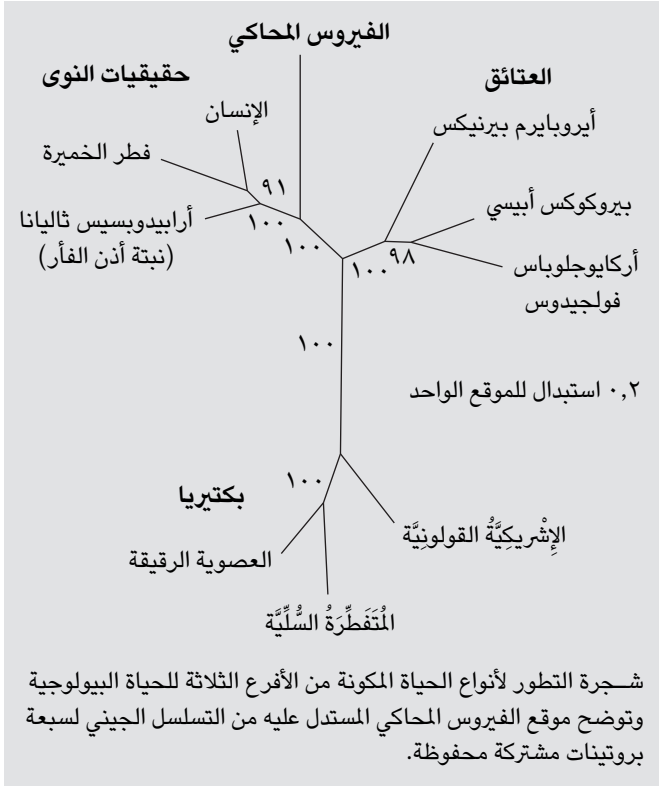 الفيروس المحاكي
حقيقيات النوى
العتائق
الإنسان
أيروبايرم بيرنيكس
فطر الخميرة
٩١
بيروكوكس أبيسي
أرابيدوبسيس ثاليانا
(نبتة أذن الفأر)
١٠٠
١٠٠
١٠٠
٩٨
أركايوجلوباس
فولجيدوس
١٠٠
٠,٢ استبدال للموقع الواحد
بكتيريا
١٠٠
الإِشْريكِيَّةُ القولونِيَّة
العصوية الرقيقة
المُتَفَطِّرَةُ السُّلِّيَّة
شــجرة التطور لأنواع الحياة المكونة من الأفرع الثلاثة للحياة البيولوجية
وتوضح موقع الفيروس المحاكي المستدل عليه من التسلسل الجيني لسبعة
بروتينات مشتركة محفوظة.